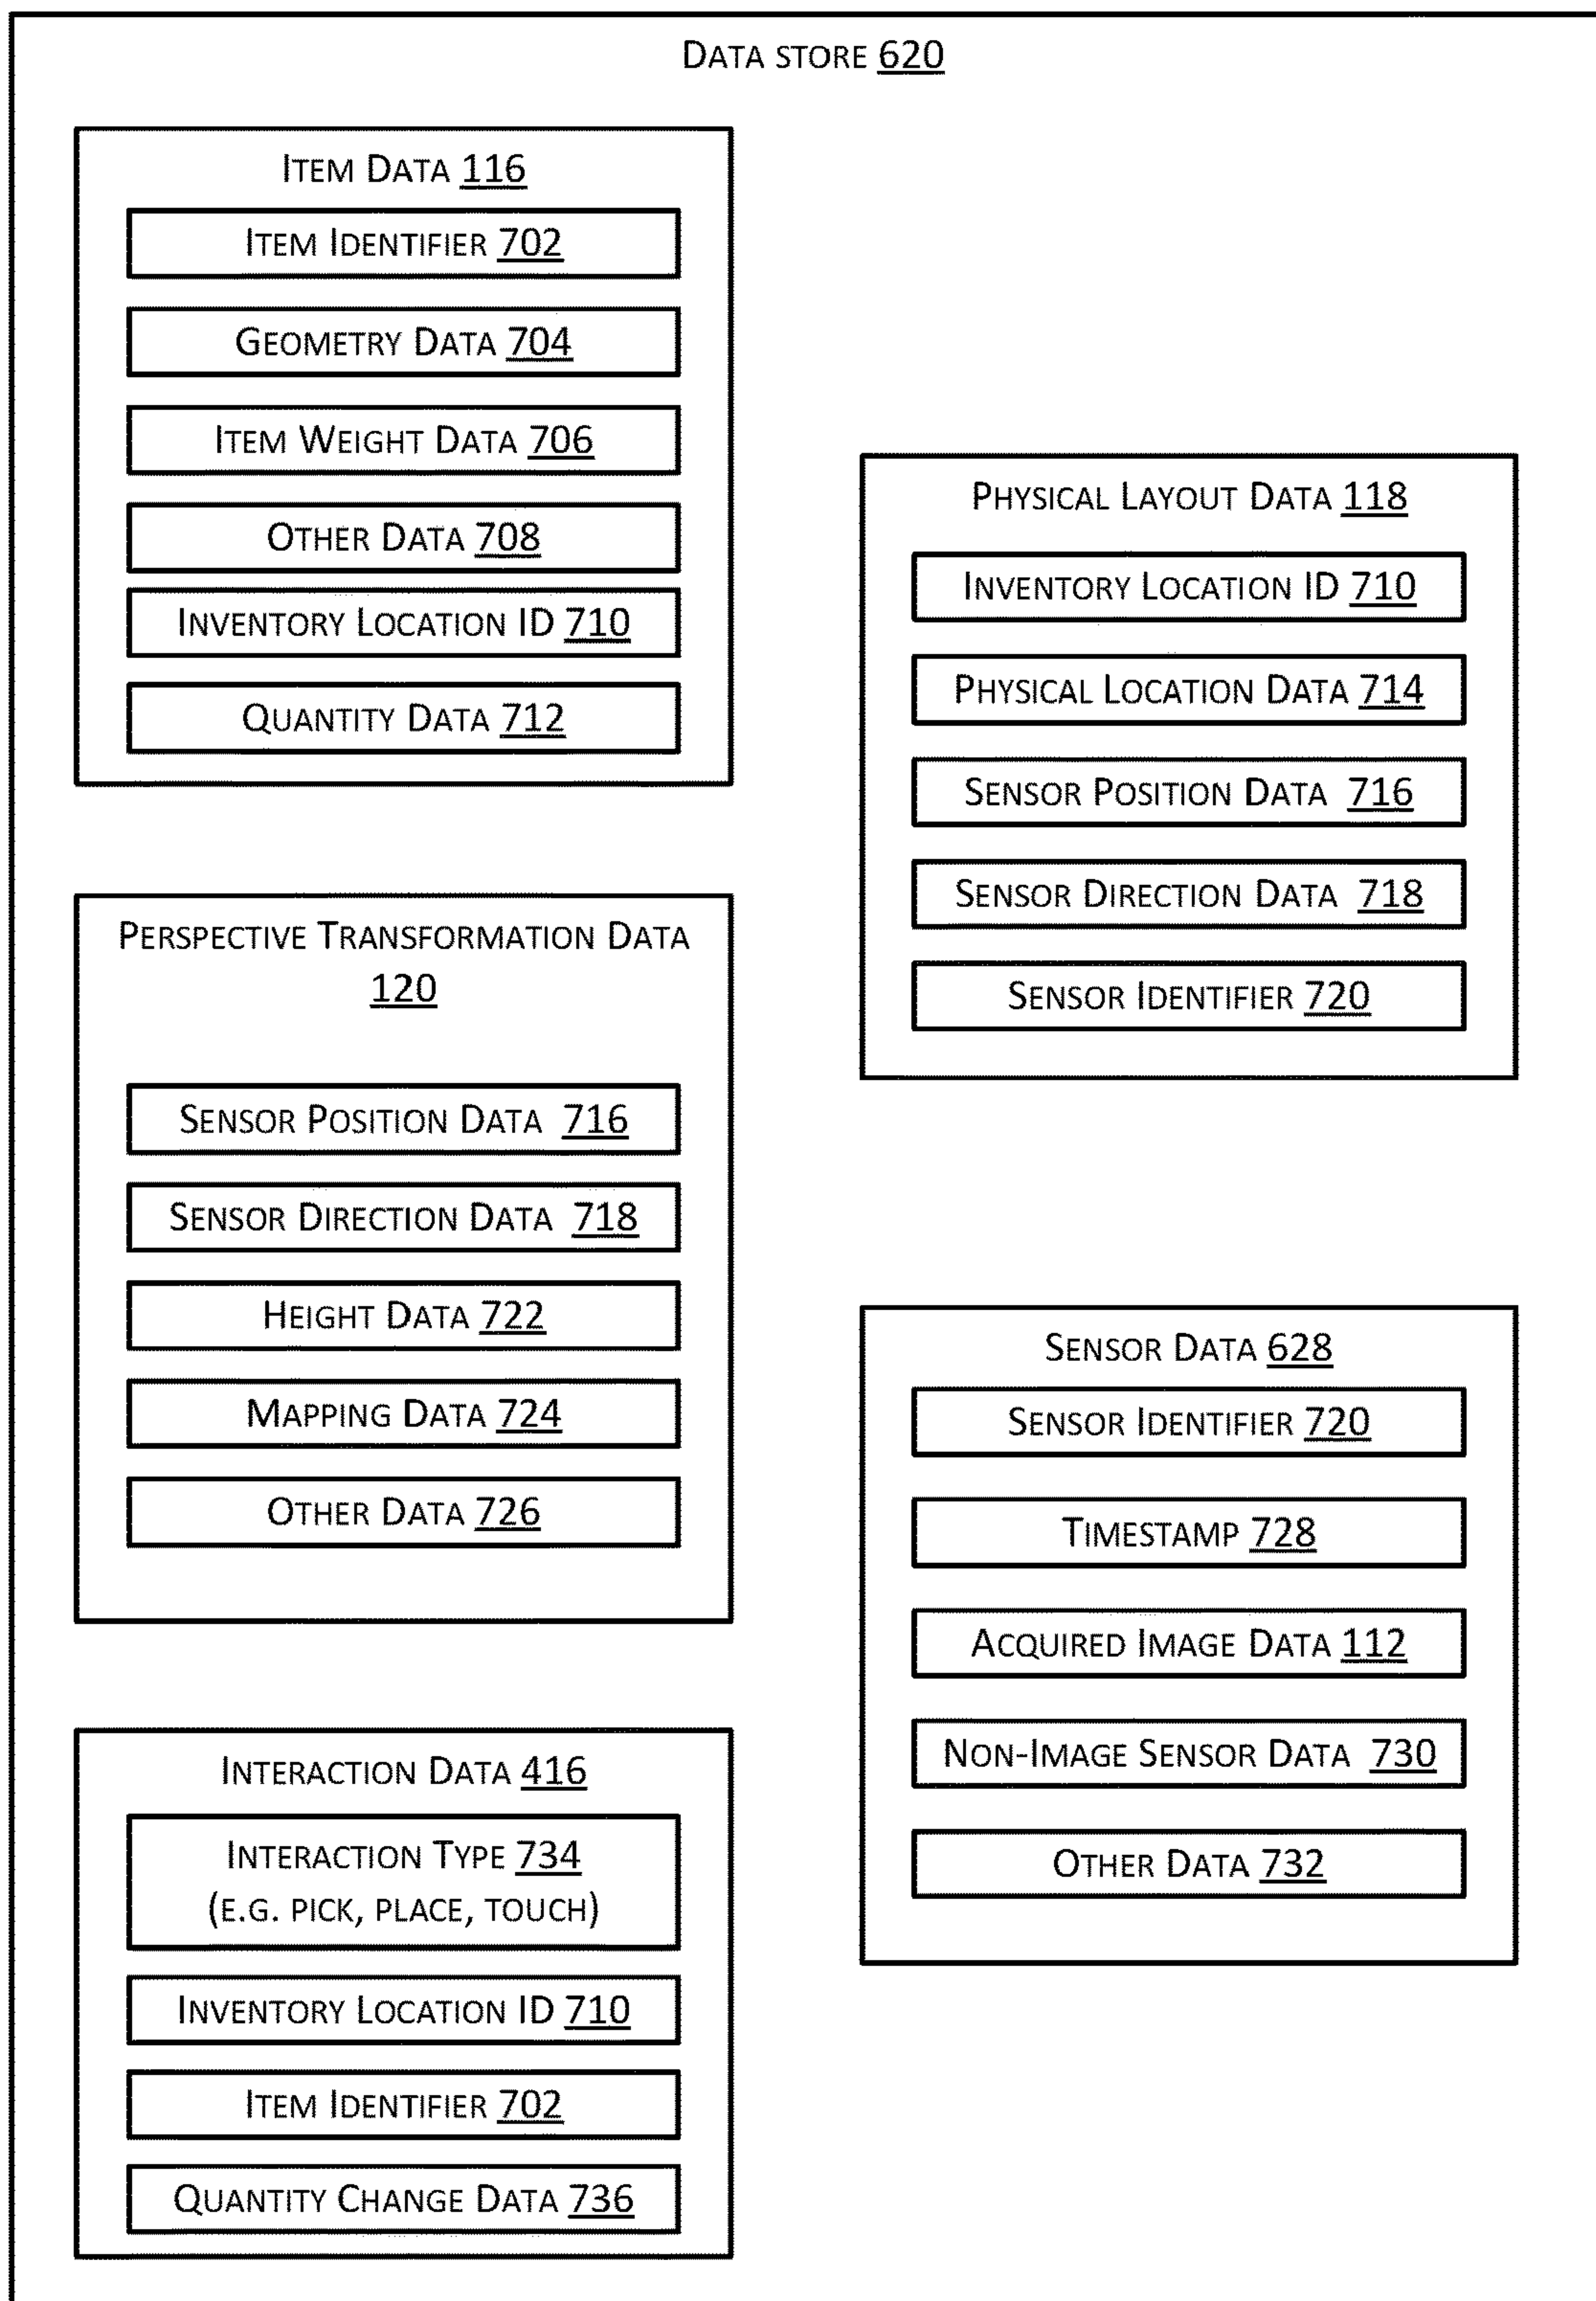 DATA STORE 620
ITEM DATA 116
ITEM IDENTIFIER 702
GEOMETRY DATA 704
ITEM WEIGHT DATA 706
OTHER DATA 708
INVENTORY LOCATION ID 710
QUANTITY DATA 712
PERSPECTIVE TRANSFORMATION DATA
120
SENSOR POSITION DATA 716
SENSOR DIRECTION DATA 718
HEIGHT DATA 722
MAPPING DATA 724
OTHER DATA 726
INTERACTION DATA 416
INTERACTION TYPE 734
(E.G. PICK, PLACE, TOUCH)
INVENTORY LOCATION ID 710
ITEM IDENTIFIER 702
QUANTITY CHANGE DATA 736
PHYSICAL LAYOUT DATA 118
INVENTORY LOCATION ID 710
PHYSICAL LOCATION DATA 714
SENSOR POSITION DATA 716
SENSOR DIRECTION DATA 718
SENSOR IDENTIFIER 720
SENSOR DATA 628
SENSOR IDENTIFIER 720
TIMESTAMP 728
ACQUIRED IMAGE DATA 112
NON-IMAGE SENSOR DATA 730
OTHER DATA 732